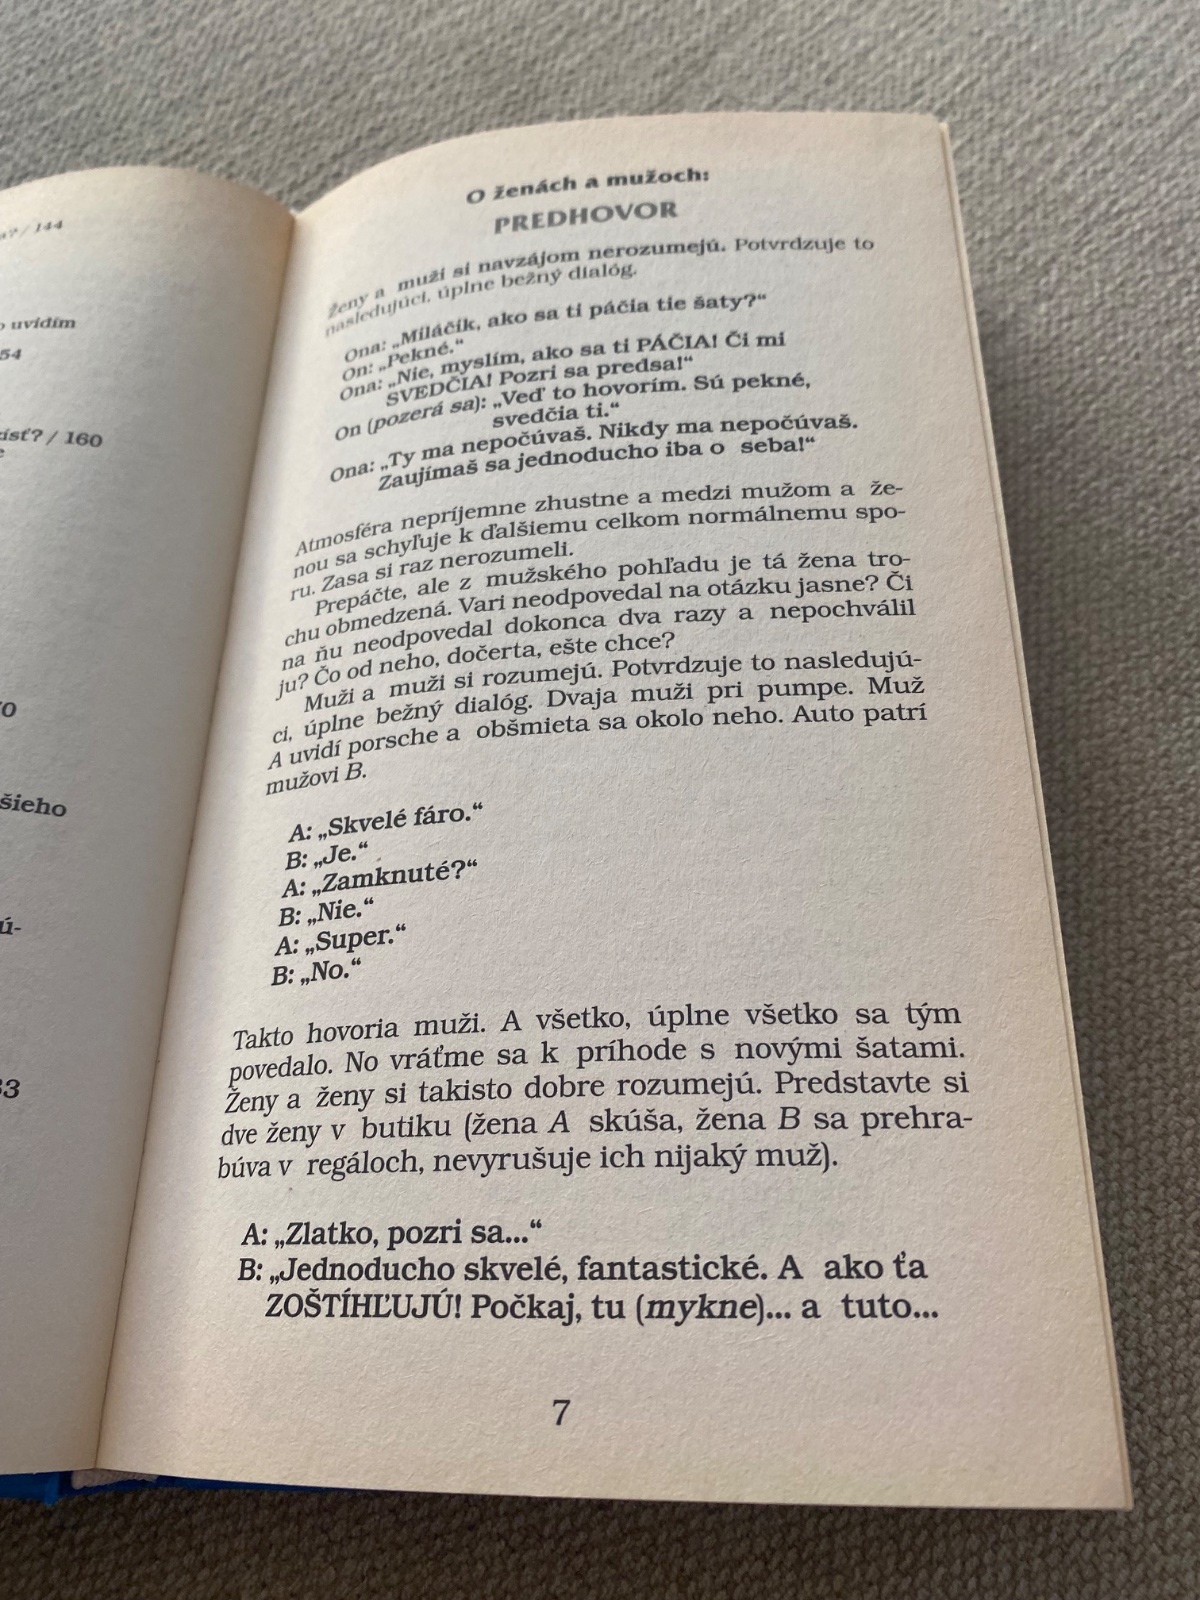 ? / 144
uvidím
54
ísť? / 160
šieho
ú-
O ženách a mužoch:
PREDHOVOR
Ženy a muži si navzájom nerozumejú. Potvrdzuje to
nasledujúci, úplne bežný dialóg.
Ona: „Miláčik, ako sa ti páčia tie šaty?“
On: „Pekné.“
Ona: „Nie, myslím, ako sa ti PÁČIA! Či mi
SVEDČIA! Pozri sa predsa!“
On (pozerá sa): „Veď to hovorím. Sú pekné,
svedčia ti.“
Ona: „Ty ma nepočúvaš. Nikdy ma nepočúvaš.
Zaujímaš sa jednoducho iba o seba!“
Atmosféra nepríjemne zhustne a medzi mužom a že-
nou sa schyľuje k ďalšiemu celkom normálnemu spo-
ru. Zasa si raz nerozumeli.
Prepáčte, ale z mužského pohľadu je tá žena tro-
chu obmedzená. Vari neodpovedal na otázku jasne? Či
na ňu neodpovedal dokonca dva razy a nepochválil
ju? Čo od neho, dočerta, ešte chce?
Muži a muži si rozumejú. Potvrdzuje to nasledujú-
ci, úplne bežný dialóg. Dvaja muži pri pumpe. Muž
A uvidí porsche a obšmieta sa okolo neho. Auto patrí
mužovi B.
A: „Skvelé fáro.“
B: „Je.“
A: „Zamknuté?“
B: „Nie.“
A: „Super.“
B: „No.“
Takto hovoria muži. A všetko, úplne všetko sa tým
povedalo. No vráťme sa k príhode s novými šatami.
Ženy a ženy si takisto dobre rozumejú. Predstavte si
dve ženy v butiku (žena A skúša, žena B sa prehra-
búva v regáloch, nevyrušuje ich nijaký muž).
A: „Zlatko, pozri sa...“
B: „Jednoducho skvelé, fantastické. A ako ťa
ZOŠTÍHĽUJÚ! Počkaj, tu (mykne)... a tuto...
7